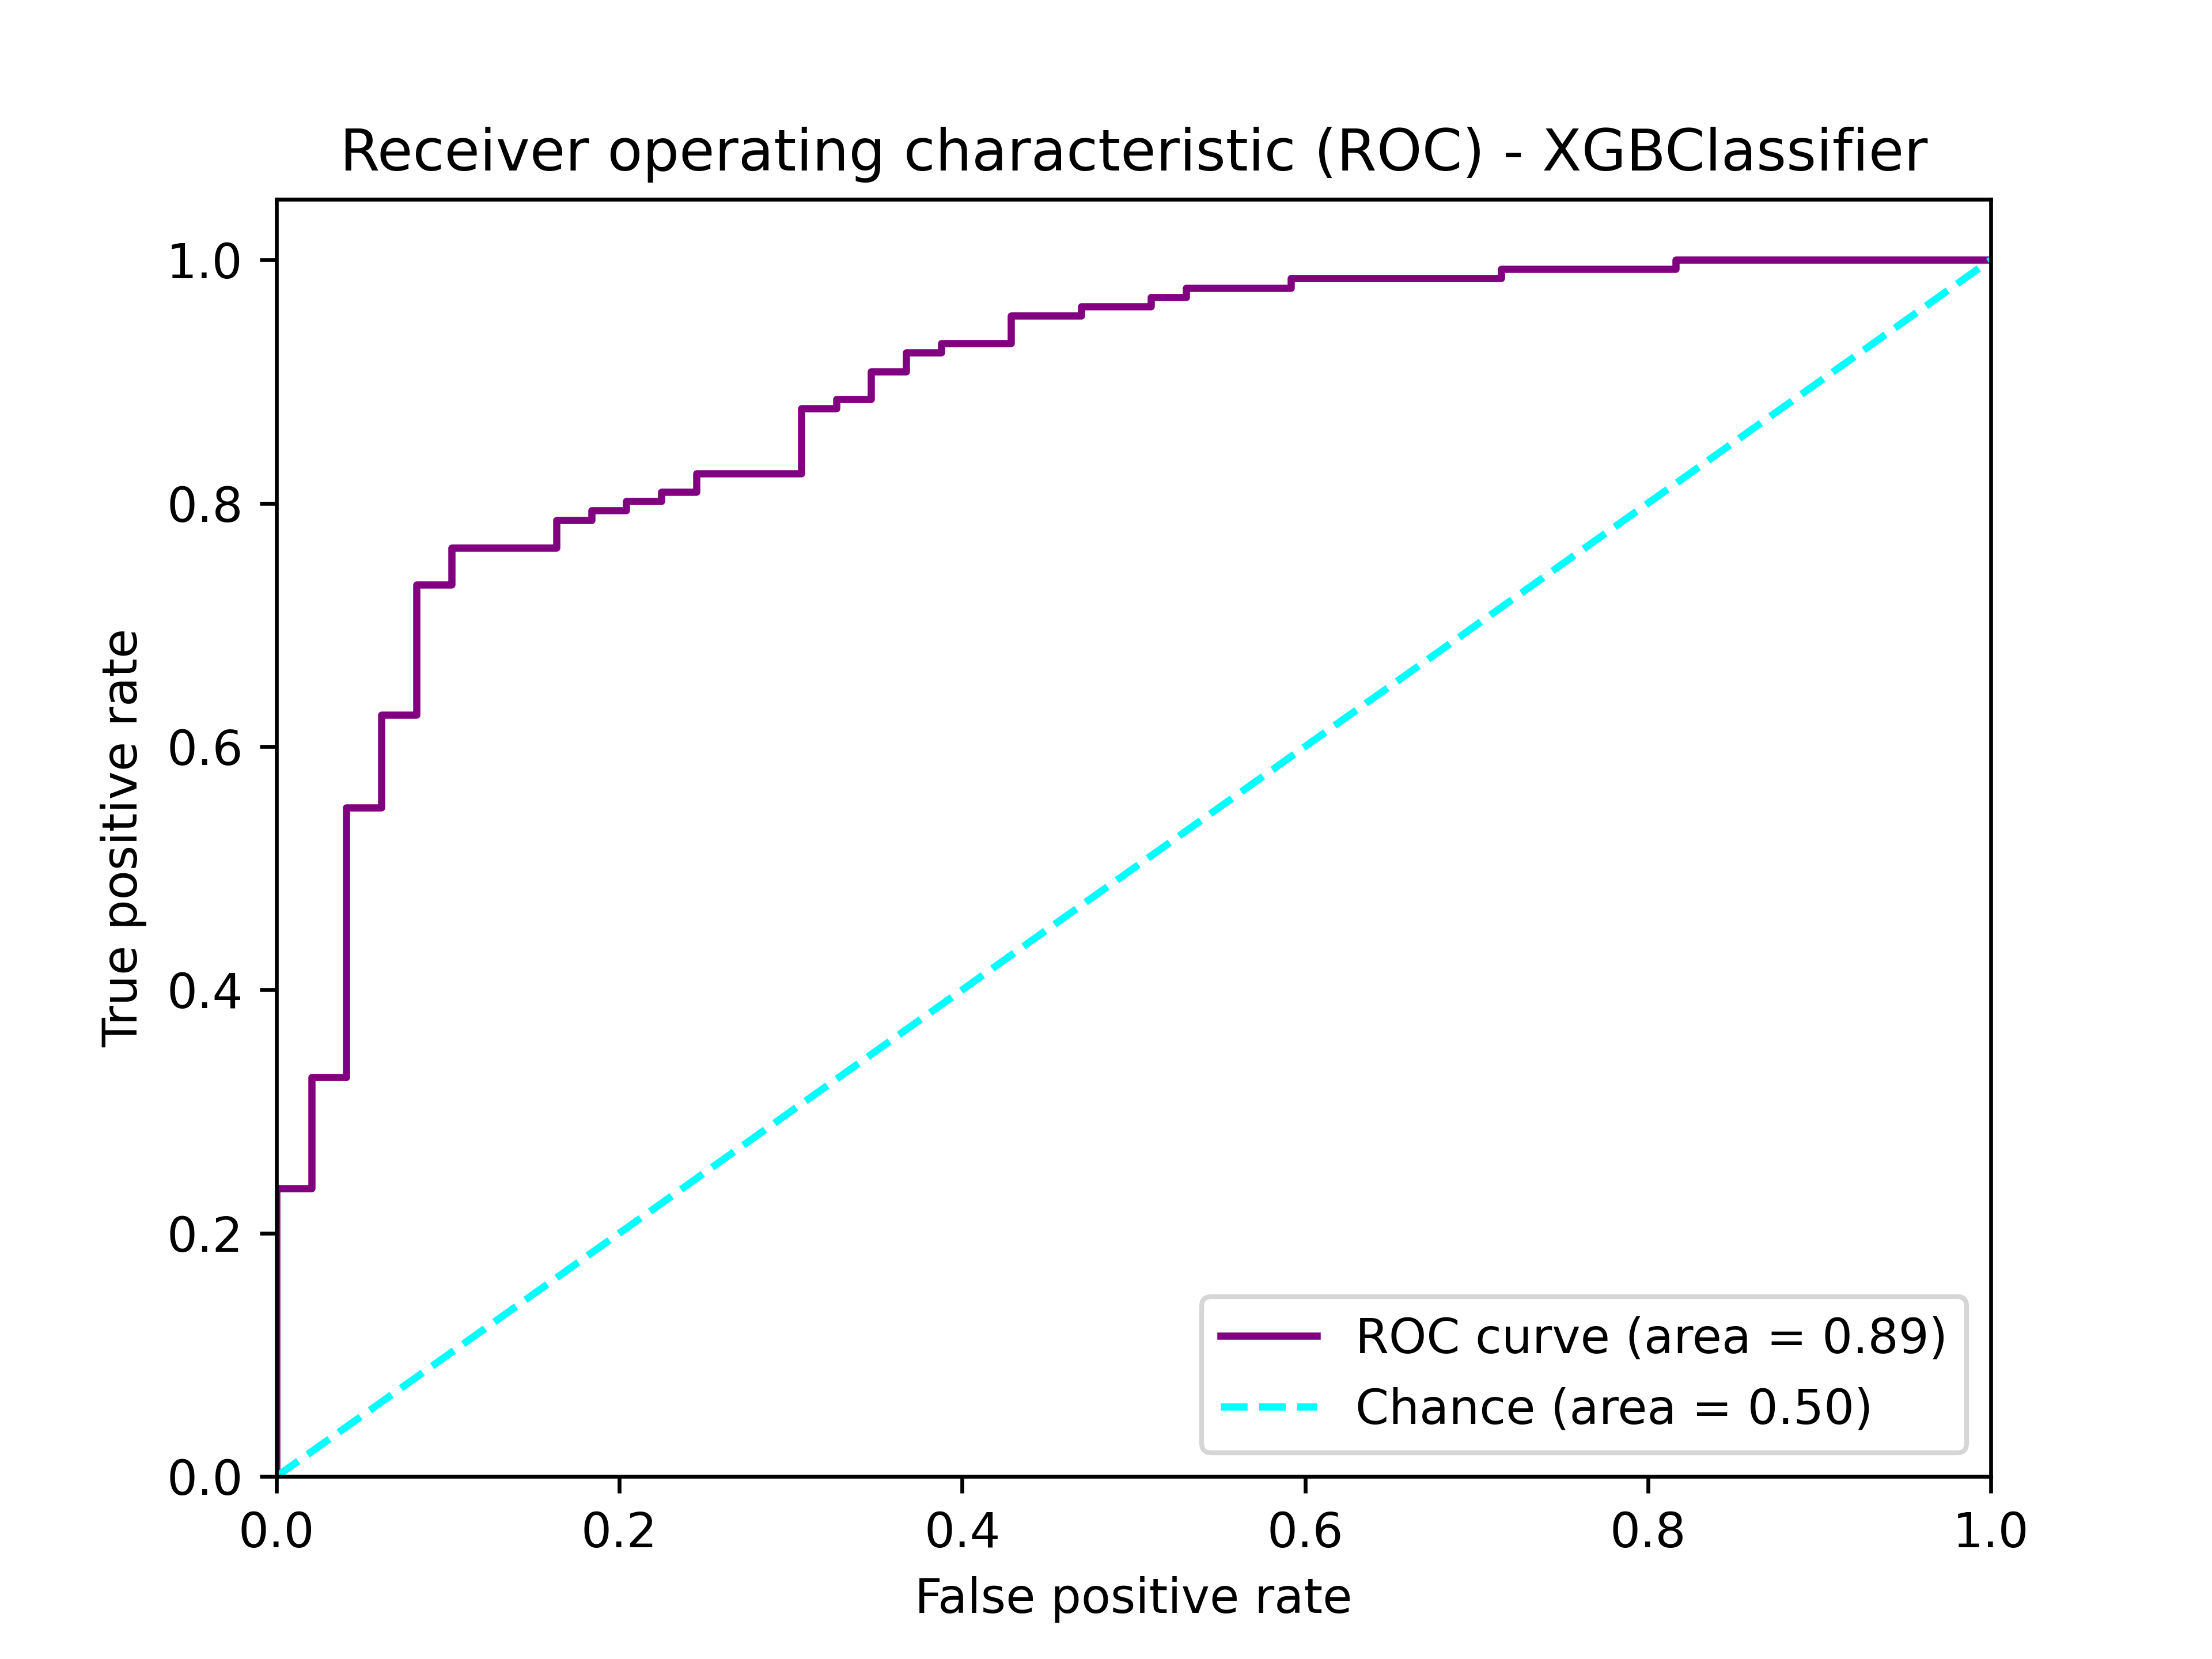 Receiver operating characteristic (ROC) - XGBClassifier
1.0
0.8
0.6
0.4
0.2
0.0
True positive rate
ROC curve (area = 0.89)
Chance (area = 0.50)
0.0 0.2 0.4 0.6 0.8 1.0
False positive rate